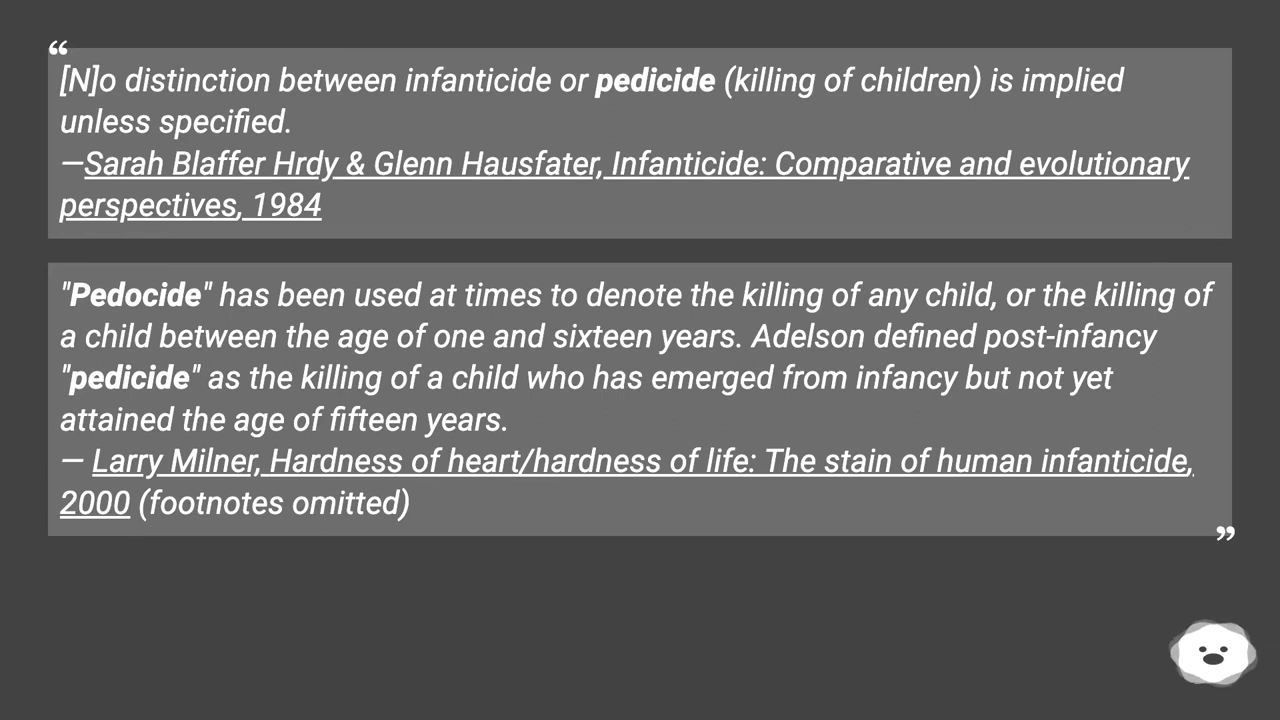 “
[N]o distinction between infanticide or pedicide (killing of children) is implied
unless specified.
—Sarah Blaffer Hrdy & Glenn Hausfater, Infanticide: Comparative and evolutionary
perspectives, 1984
"Pedocide" has been used at times to denote the killing of any child, or the killing of
a child between the age of one and sixteen years. Adelson defined post-infancy
"pedicide" as the killing of a child who has emerged from infancy but not yet
attained the age of fifteen years.
— Larry Milner, Hardness of heart/hardness of life: The stain of human infanticide,
2000 (footnotes omitted)
”